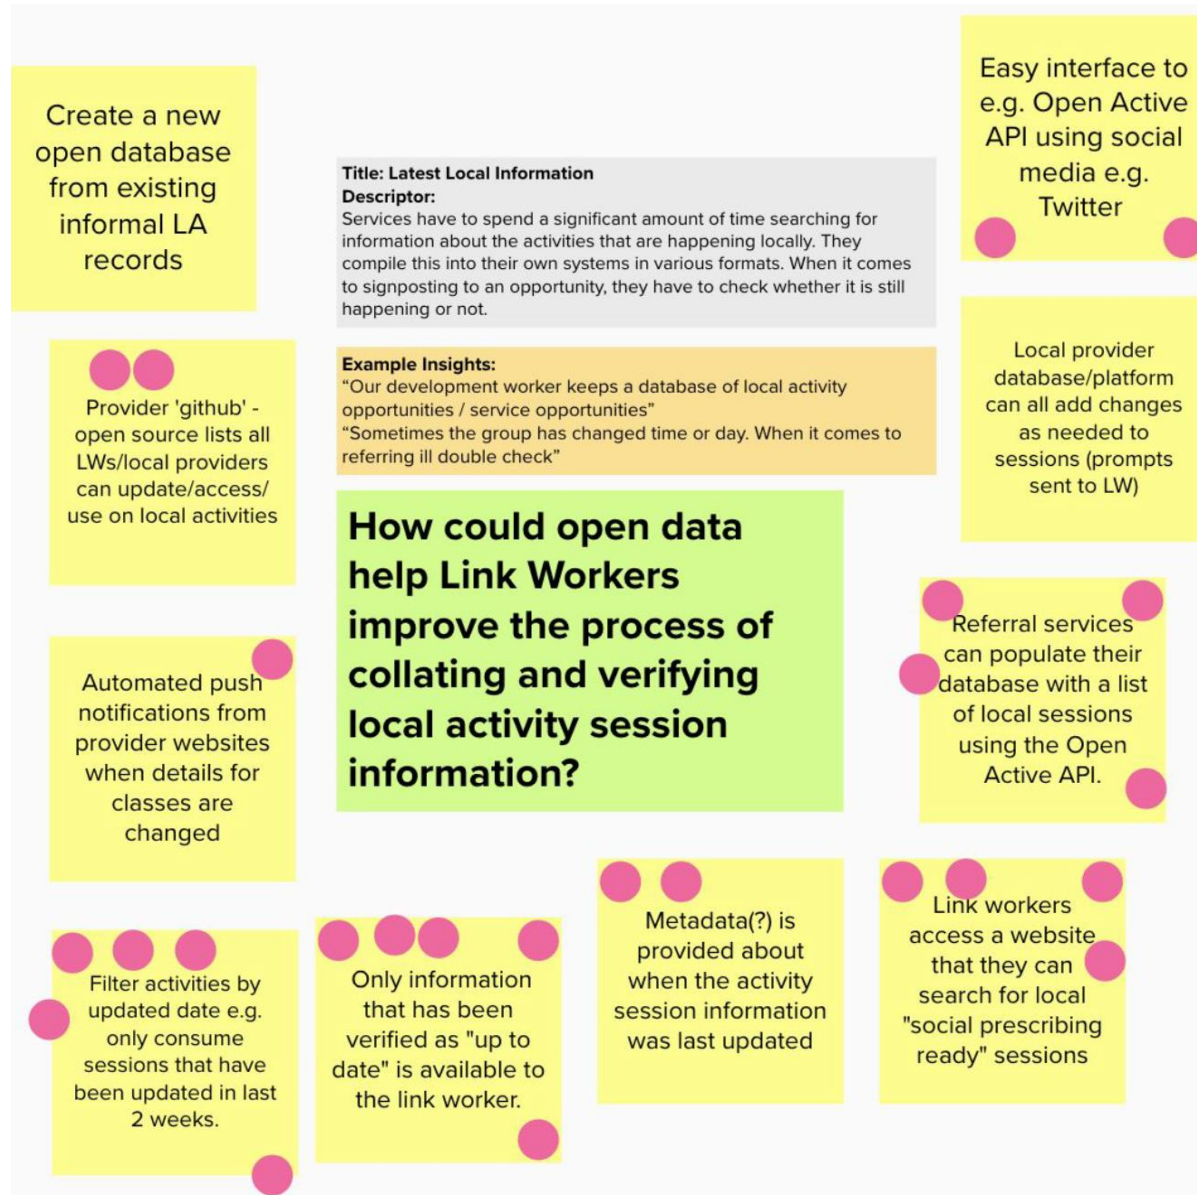 Create a new
open database
from existing
informal LA
records
Title: Latest Local Information
Descriptor:
Services have to spend a significant amount of time searching for
information about the activities that are happening locally. They
compile this into their own systems in various formats. When it comes
to signposting to an opportunity, they have to check whether it is still
happening or not.
Easy interface to
e.g. Open Active
API using social
media e.g.
Twitter
Provider 'github' -
open source lists all
LWs/local providers
can update/access/
use on local activities
Example Insights:
“Our development worker keeps a database of local activity
opportunities / service opportunities”
“Sometimes the group has changed time or day. When it comes to
referring ill double check”
Local provider
database/platform
can all add changes
as needed to
sessions (prompts
sent to LW)
How could open data
help Link Workers
improve the process of
collating and verifying
local activity session
information?
Automated push
notifications from
provider websites
when details for
classes are
changed
Referral services
can populate their
database with a list
of local sessions
using the Open
Active API.
Filter activities by
updated date e.g.
only consume
sessions that have
been updated in last
2 weeks.
Only information
that has been
verified as "up to
date" is available to
the link worker.
Metadata(?) is
provided about
when the activity
session information
was last updated
Link workers
access a website
that they can
search for local
"social prescribing
ready" sessions